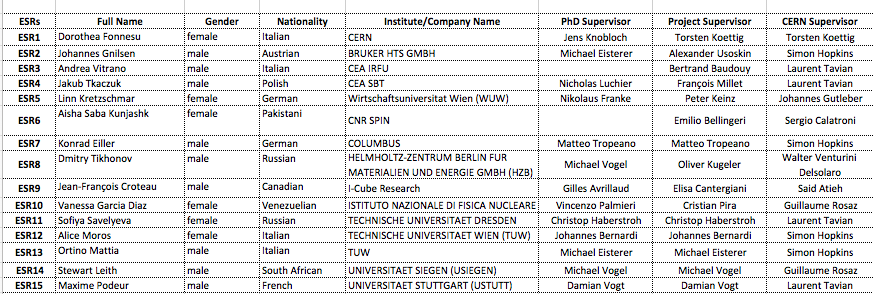 ESRs Full Name Gender Nationality Institute/Company Name PhD Supervisor Project Supervisor CERN Supervisor
ESR1 Dorothea Fonnesu female Italian CERN Jens Knobloch Torsten Koettig Torsten Koettig
ESR2 Johannes Gnilsen male Austrian BRUKER HTS GMBH Michael Eisterer Alexander Usoskin Simon Hopkins
ESR3 Andrea Vitrano male Italian CEA IRFU Bertrand Baudouy Laurent Tavian
ESR4 Jakub Tkaczuk male Polish CEA SBT Nicholas Luchier François Millet Laurent Tavian
ESR5 Linn Kretzschmar female German Wirtschaftsuniversitat Wien (WUW) Nikolaus Franke Peter Keinz Johannes Gutleber
ESR6 Aisha Saba Kunjashk female Pakistani CNR SPIN Emilio Bellingeri Sergio Calatroni
ESR7 Konrad Eiller male German COLUMBUS Matteo Tropeano Matteo Tropeano Simon Hopkins
ESR8 Dmitry Tikhonov male Russian HELMHOLTZ-ZENTRUM BERLIN FUR MATERIALIEN UND ENERGIE GMBH (HZB) Michael Vogel Oliver Kugeler Walter Venturini Delsolaro
ESR9 Jean-François Croteau male Canadian I-Cube Research Gilles Avrillaud Elisa Cantergiani Said Atieh
ESR10 Vanessa Garcia Diaz female Venezuelian ISTITUTO NAZIONALE DI FISICA NUCLEARE Vincenzo Palmieri Cristian Pira Guillaume Rosaz
ESR11 Sofiya Savelyeva female Russian TECHNISCHE UNIVERSITAET DRESDEN Christop Haberstroh Christop Haberstroh Laurent Tavian
ESR12 Alice Moros female Italian TECHNISCHE UNIVERSITAET WIEN (TUW) Johannes Bernardi Johannes Bernardi Simon Hopkins
ESR13 Ortino Mattia male Italian TUW Michael Eisterer Michael Eisterer Simon Hopkins
ESR14 Stewart Leith male South African UNIVERSITAET SIEGEN (USIEGEN) Michael Vogel Michael Vogel Guillaume Rosaz
ESR15 Maxime Podeur male French UNIVERSITAET STUTTGART (USTUTT) Damian Vogt Damian Vogt Laurent Tavian